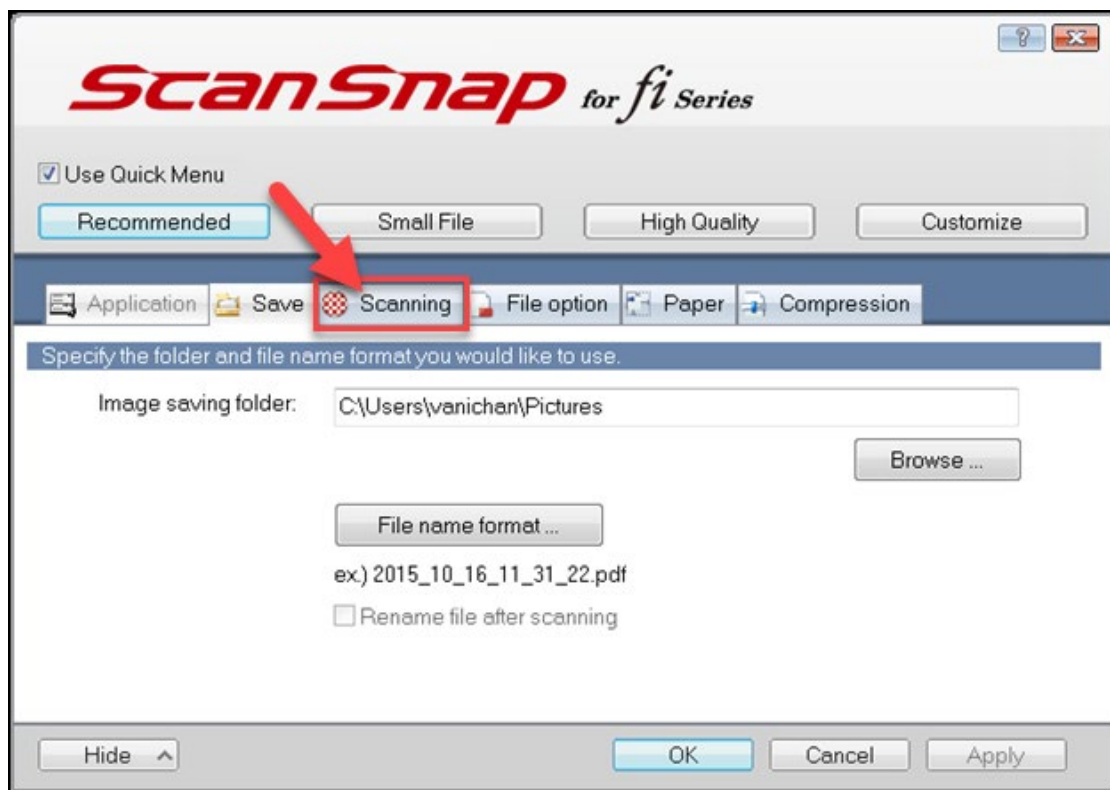 ScanSnap for fi Series
Use Quick Menu
Recommended Small File High Quality Customize
Application Save Scanning File option Paper Compression
Specify the folder and file name format you would like to use.
Image saving folder: C:\Users\vanichan\Pictures
Browse ...
File name format ...
ex.) 2015_10_16_11_31_22.pdf
Rename file after scanning
Hide OK Cancel Apply